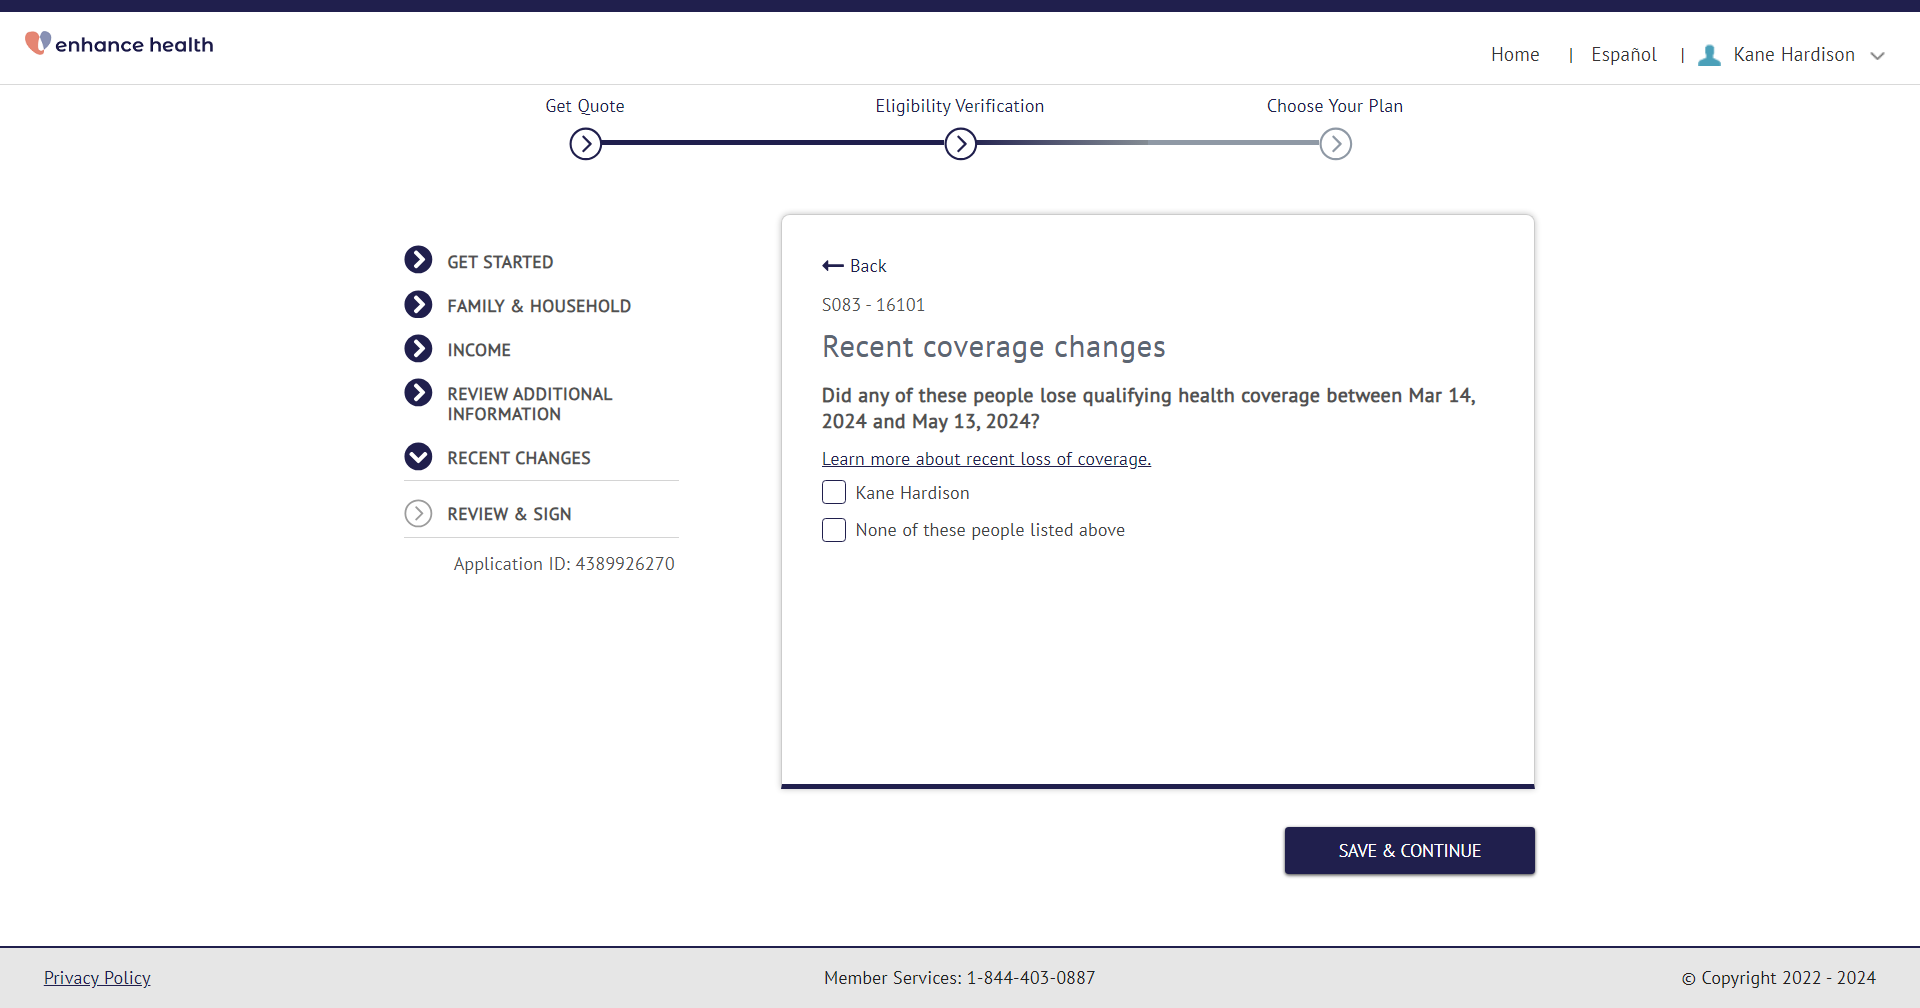 enhance health
Home | Español | Kane Hardison
Get Quote
Eligibility Verification
Choose Your Plan
GET STARTED
FAMILY & HOUSEHOLD
INCOME
REVIEW ADDITIONAL
INFORMATION
RECENT CHANGES
REVIEW & SIGN
Application ID: 4389926270
Back
S083 - 16101
Recent coverage changes
Did any of these people lose qualifying health coverage between Mar 14,
2024 and May 13, 2024?
Learn more about recent loss of coverage.
Kane Hardison
None of these people listed above
SAVE & CONTINUE
Privacy Policy
Member Services: 1-844-403-0887
© Copyright 2022 - 2024